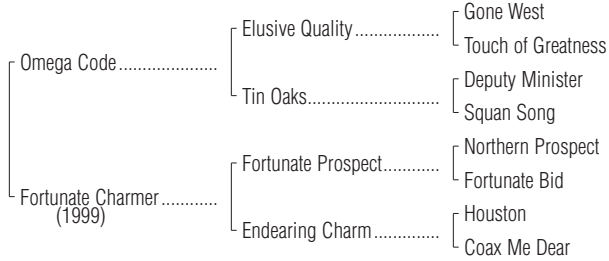 Gone West
Elusive Quality..................
Touch of Greatness
Omega Code.....................
Deputy Minister
Tin Oaks............................
Squan Song
Northern Prospect
Fortunate Prospect............
Fortunate Bid
Fortunate Charmer............
(1999)
Houston
Endearing Charm..............
Coax Me Dear